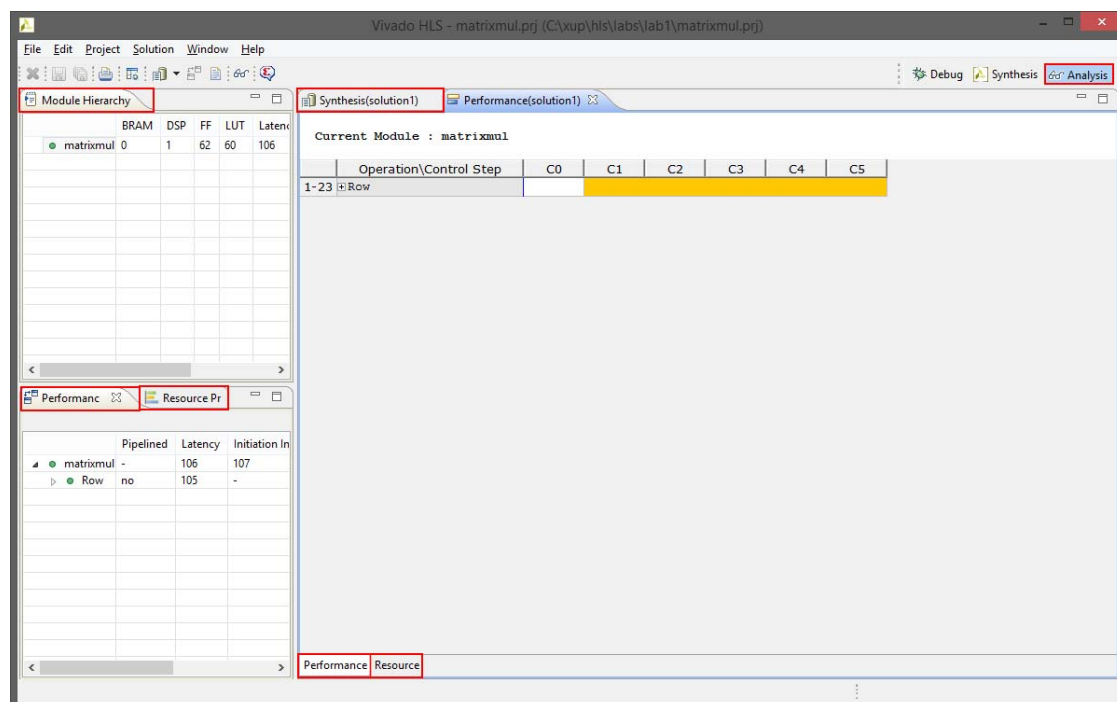 Vivado HLS - matrixmul.prj (C:\xup\hls\labs\lab1\matrixmul.prj)
File Edit Project Solution Window Help
Debug Synthesis Analysis
Module Hierarchy
BRAM DSP FF LUT Latenc
matrixmul 0 1 62 60 106
Synthesis(solution1) Performance(solution1)
Current Module : matrixmul
Operation\Control Step C0 C1 C2 C3 C4 C5
1-23 Row
Performanc Resource Pr
Pipelined Latency Initiation In
matrixmul - 106 107
Row no 105 -
Performance Resource